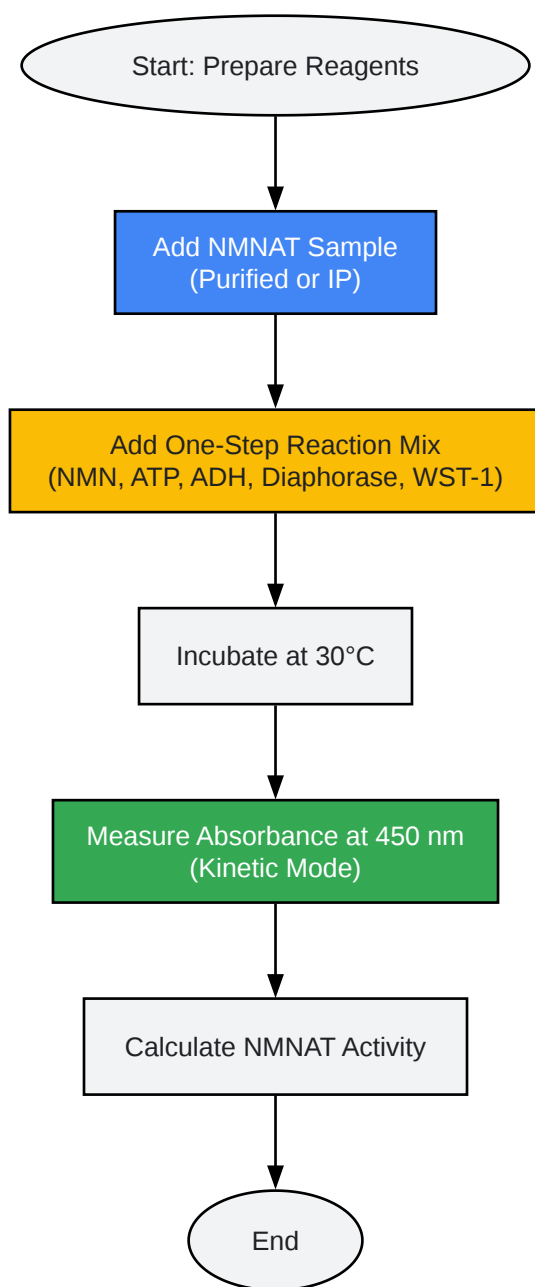 Start: Prepare Reagents
Add NMNAT Sample
(Purified or IP)
Add One-Step Reaction Mix
(NMN, ATP, ADH, Diaphorase, WST-1)
Incubate at 30°C
Measure Absorbance at 450 nm
(Kinetic Mode)
Calculate NMNAT Activity
End